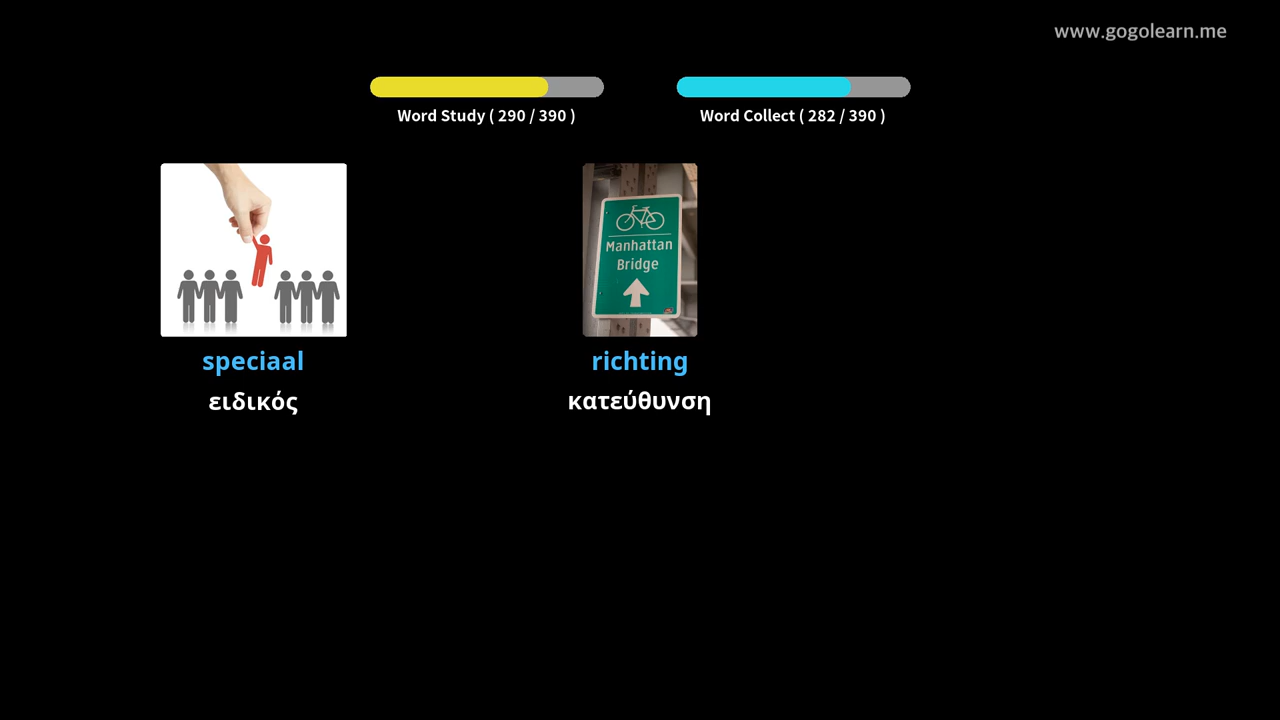 www.gogolearn.me
Word Study ( 290 / 390 )
Word Collect ( 282 / 390 )
Manhattan
Bridge
speciaal
richting
ειδικός
κατεύθυνση